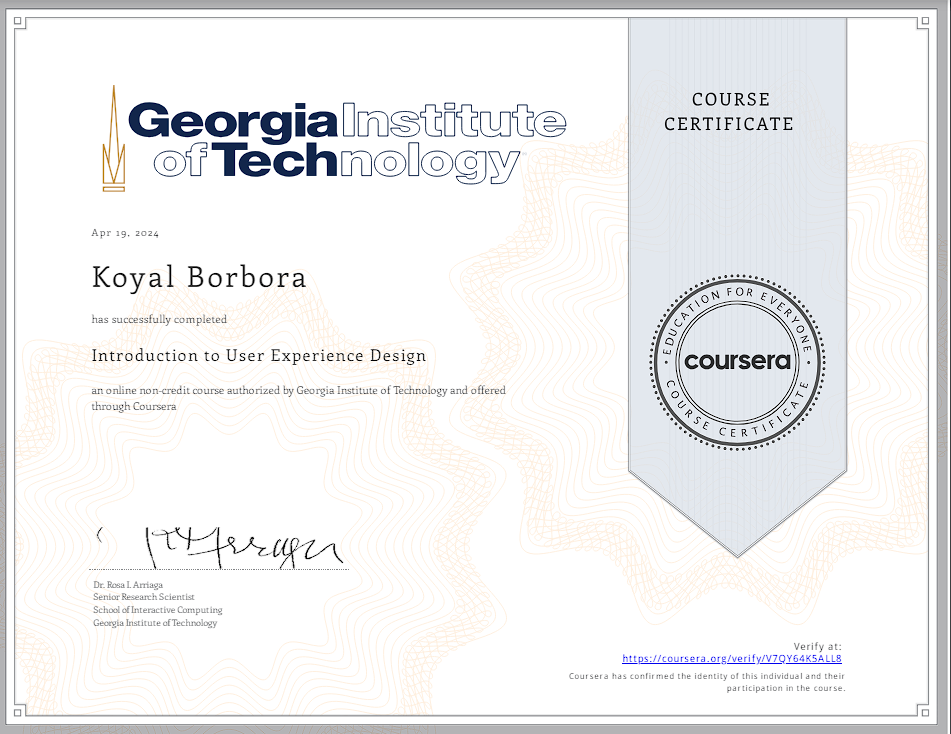 Georgia Institute
of Technology
COURSE
CERTIFICATE
Apr 19, 2024
Koyal Borbora
has successfully completed
Introduction to User Experience Design
an online non-credit course authorized by Georgia Institute of Technology and offered
through Coursera
EDUCATION FOR EVERYONE
coursera
COURSE CERTIFICATE
Dr. Rosa I. Arriaga
Senior Research Scientist
School of Interactive Computing
Georgia Institute of Technology
Verify at:
https://coursera.org/verify/V7QY64K5ALL8
Coursera has confirmed the identity of this individual and their
participation in the course.